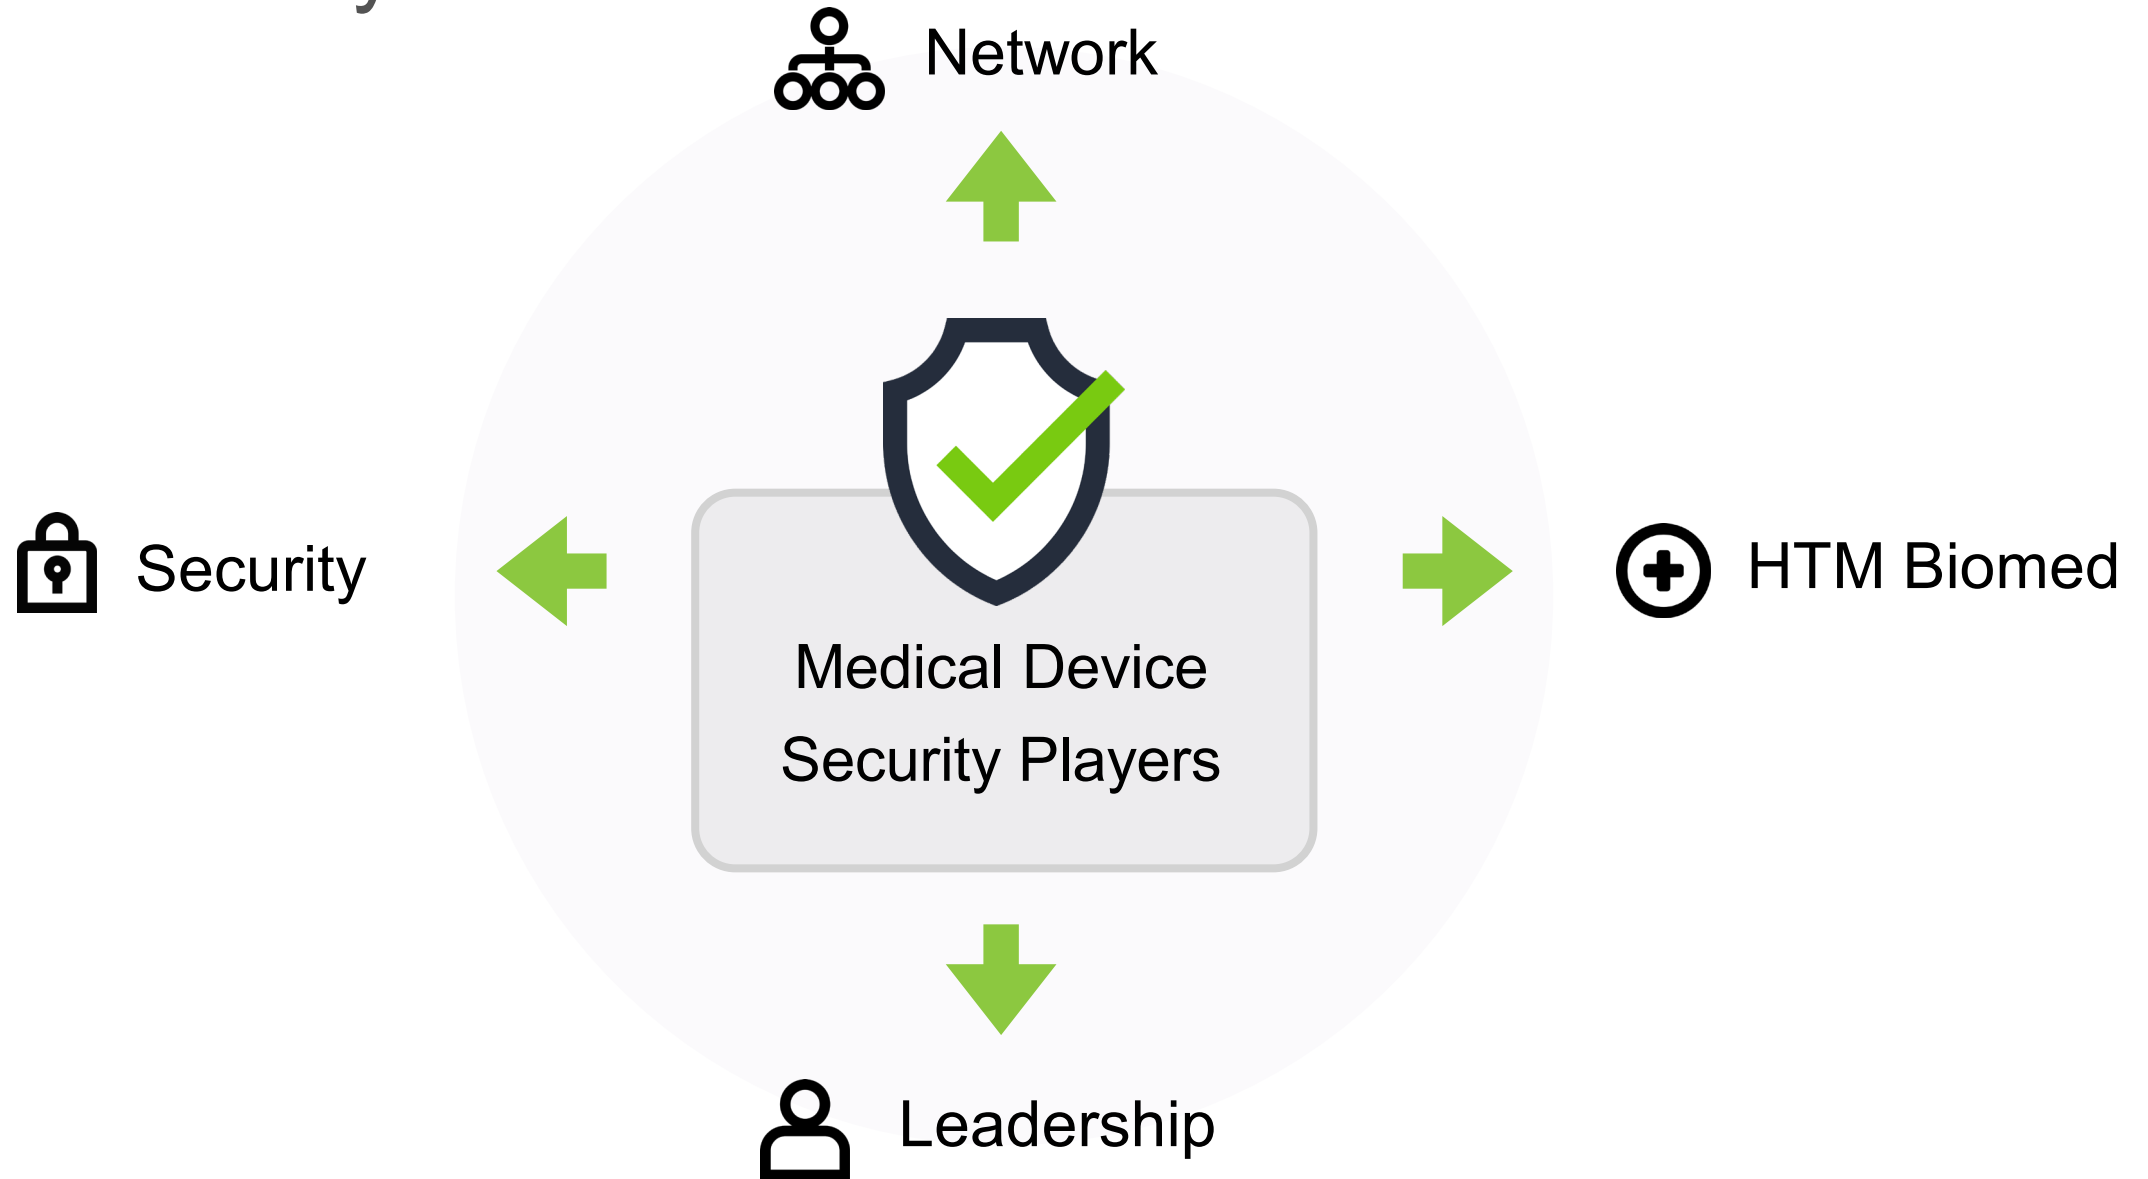 Network
Security
HTM Biomed
Medical Device
Security Players
Leadership